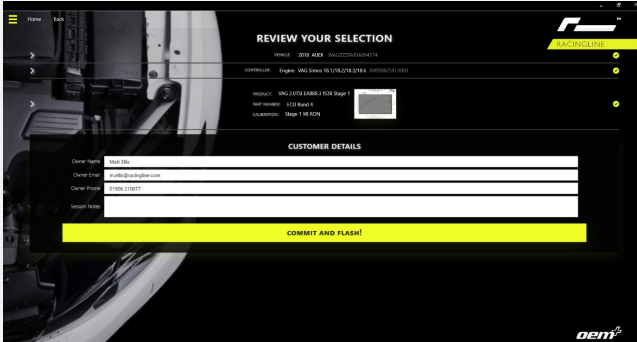 Home Back
REVIEW YOUR SELECTION
RACINGLINE
VEHICLE: 2018 AUDI
CONTROLLER: Engine VAG Simos 18.1/18.2/18.3/18.6
PRODUCT: VAG 2.0TSI EA888.3 IS38 Stage 1
PART NUMBER: ECU Band 4
CALIBRATION: Stage 1 98 RON
CUSTOMER DETAILS
Owner Name Matt Ellis
Owner Email m.ellis@racingline.com
Owner Phone 01906 210077
Session Notes
COMMIT AND FLASH!
oem+